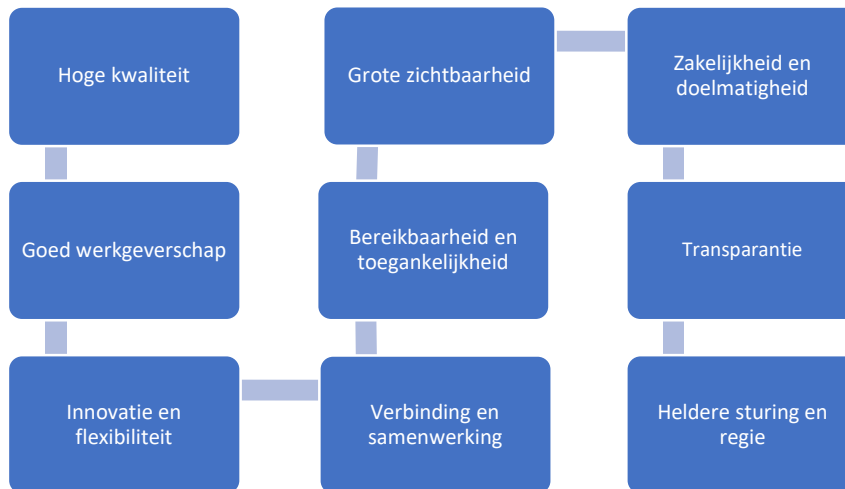 Hoge kwaliteit
Goed werkgeverschap
Innovatie en
flexibiliteit
Verbinding en
samenwerking
Bereikbaarheid en
toegankelijkheid
Grote zichtbaarheid
Zakelijkheid en
doelmatigheid
Transparantie
Heldere sturing en
regie